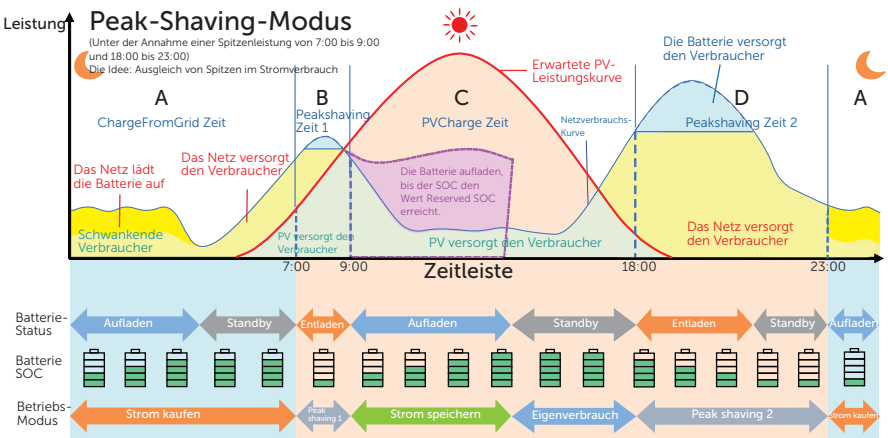 Leistung
Peak-Shaving-Modus
(Unter der Annahme einer Spitzenleistung von 7:00 bis 9:00
und 18:00 bis 23:00)
Die Idee: Ausgleich von Spitzen im Stromverbrauch
A
B
C
D
A
ChargeFromGrid Zeit
Peakshaving
Zeit 1
PVCharge Zeit
Erwartete PV-
Leistungskurve
Netzverbrauchs-
Kurve
Die Batterie versorgt
den Verbraucher
Peakshaving Zeit 2
Das Netz lädt
die Batterie auf
Das Netz versorgt
den Verbraucher
Die Batterie aufladen,
bis der SOC den
Wert Reserved SOC
erreicht.
Schwankende
Verbraucher
PV versorgt den
Verbraucher
PV versorgt den Verbraucher
Das Netz versorgt
den Verbraucher
7:00
9:00
Zeitleiste
18:00
23:00
Batterie-
Status
Aufladen
Standby
Entladen
Aufladen
Standby
Entladen
Standby
Aufladen
Batterie
SOC
Betriebs-
Modus
Strom kaufen
Peak
shaving 1
Strom speichern
Eigenverbrauch
Peak shaving 2
Strom kaufen